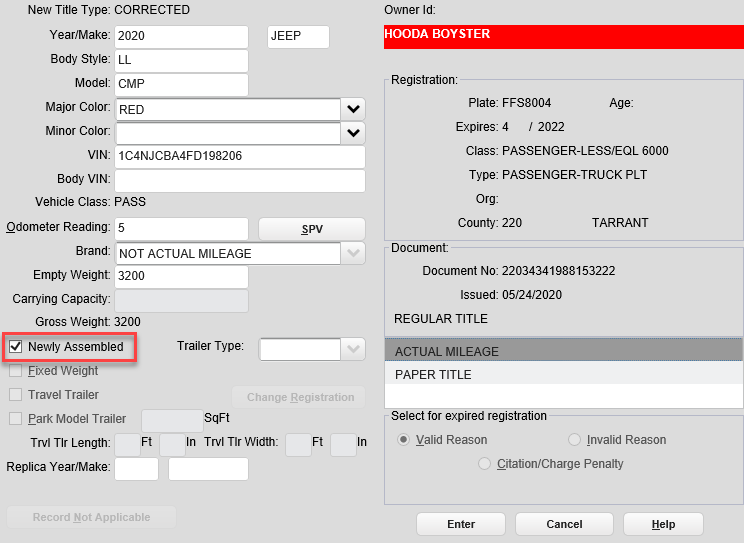 New Title Type: CORRECTED
Year/Make: 2020 JEEP
Body Style: LL
Model: CMP
Major Color: RED
Minor Color:
VIN: 1C4NJCBA4FD198206
Body VIN:
Vehicle Class: PASS
Odometer Reading: 5 SPV
Brand: NOT ACTUAL MILEAGE
Empty Weight: 3200
Carrying Capacity:
Gross Weight: 3200
Newly Assembled Trailer Type:
Fixed Weight
Travel Trailer Change Registration
Park Model Trailer SqFt
Trvl Tlr Length: Ft In Trvl Tlr Width: Ft In
Replica Year/Make:
Record Not Applicable
Owner Id:
HOODA BOYSTER
Registration:
Plate: FFS8004 Age:
Expires: 4 / 2022
Class: PASSENGER-LESS/EQL 6000
Type: PASSENGER-TRUCK PLT
Org:
County: 220 TARRANT
Document:
Document No: 22034341988153222
Issued: 05/24/2020
REGULAR TITLE
ACTUAL MILEAGE
PAPER TITLE
Select for expired registration
Valid Reason Invalid Reason
Citation/Charge Penalty
Enter Cancel Help